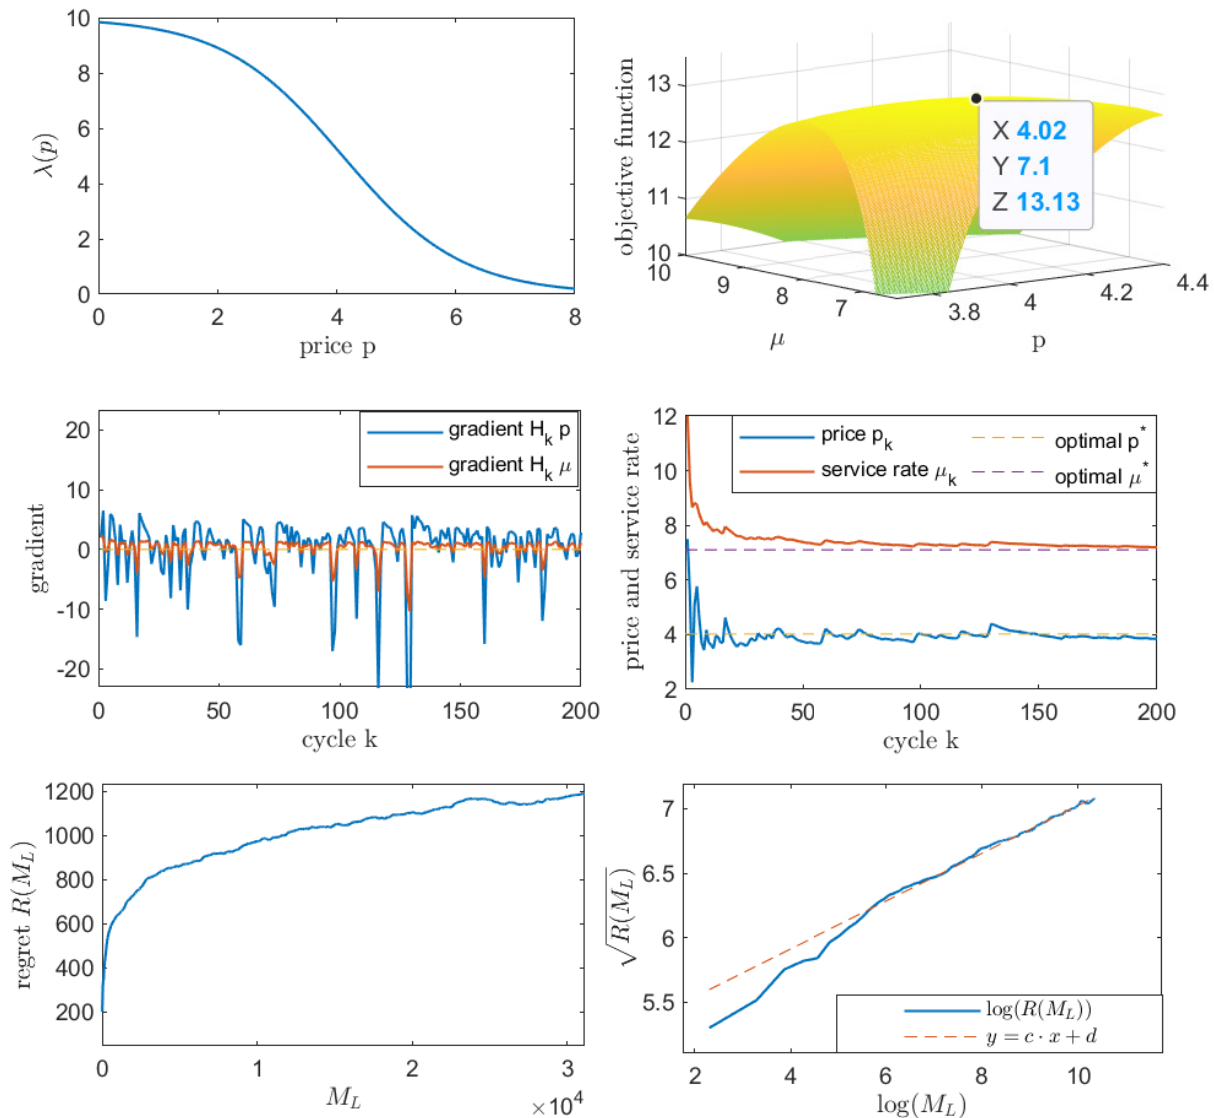 10
8
6
4
2
0
λ(p)
0 2 4 6 8
price p
13
12
11
10
objective function
X 4.02
Y 7.1
Z 13.13
10 9 8 7
μ
3.8 4 4.2 4.4
p
20
10
0
-10
-20
gradient
gradient H_k p
gradient H_k μ
0 50 100 150 200
cycle k
12
10
8
6
4
2
price and service rate
price p_k
optimal p^*
service rate μ_k
optimal μ^*
0 50 100 150 200
cycle k
1200
1000
800
600
400
200
regret R(M_L)
0 1 2 3
M_L
×10^4
7
6.5
6
5.5
√R(M_L)
log(R(M_L))
y = c · x + d
2 4 6 8 10
log(M_L)